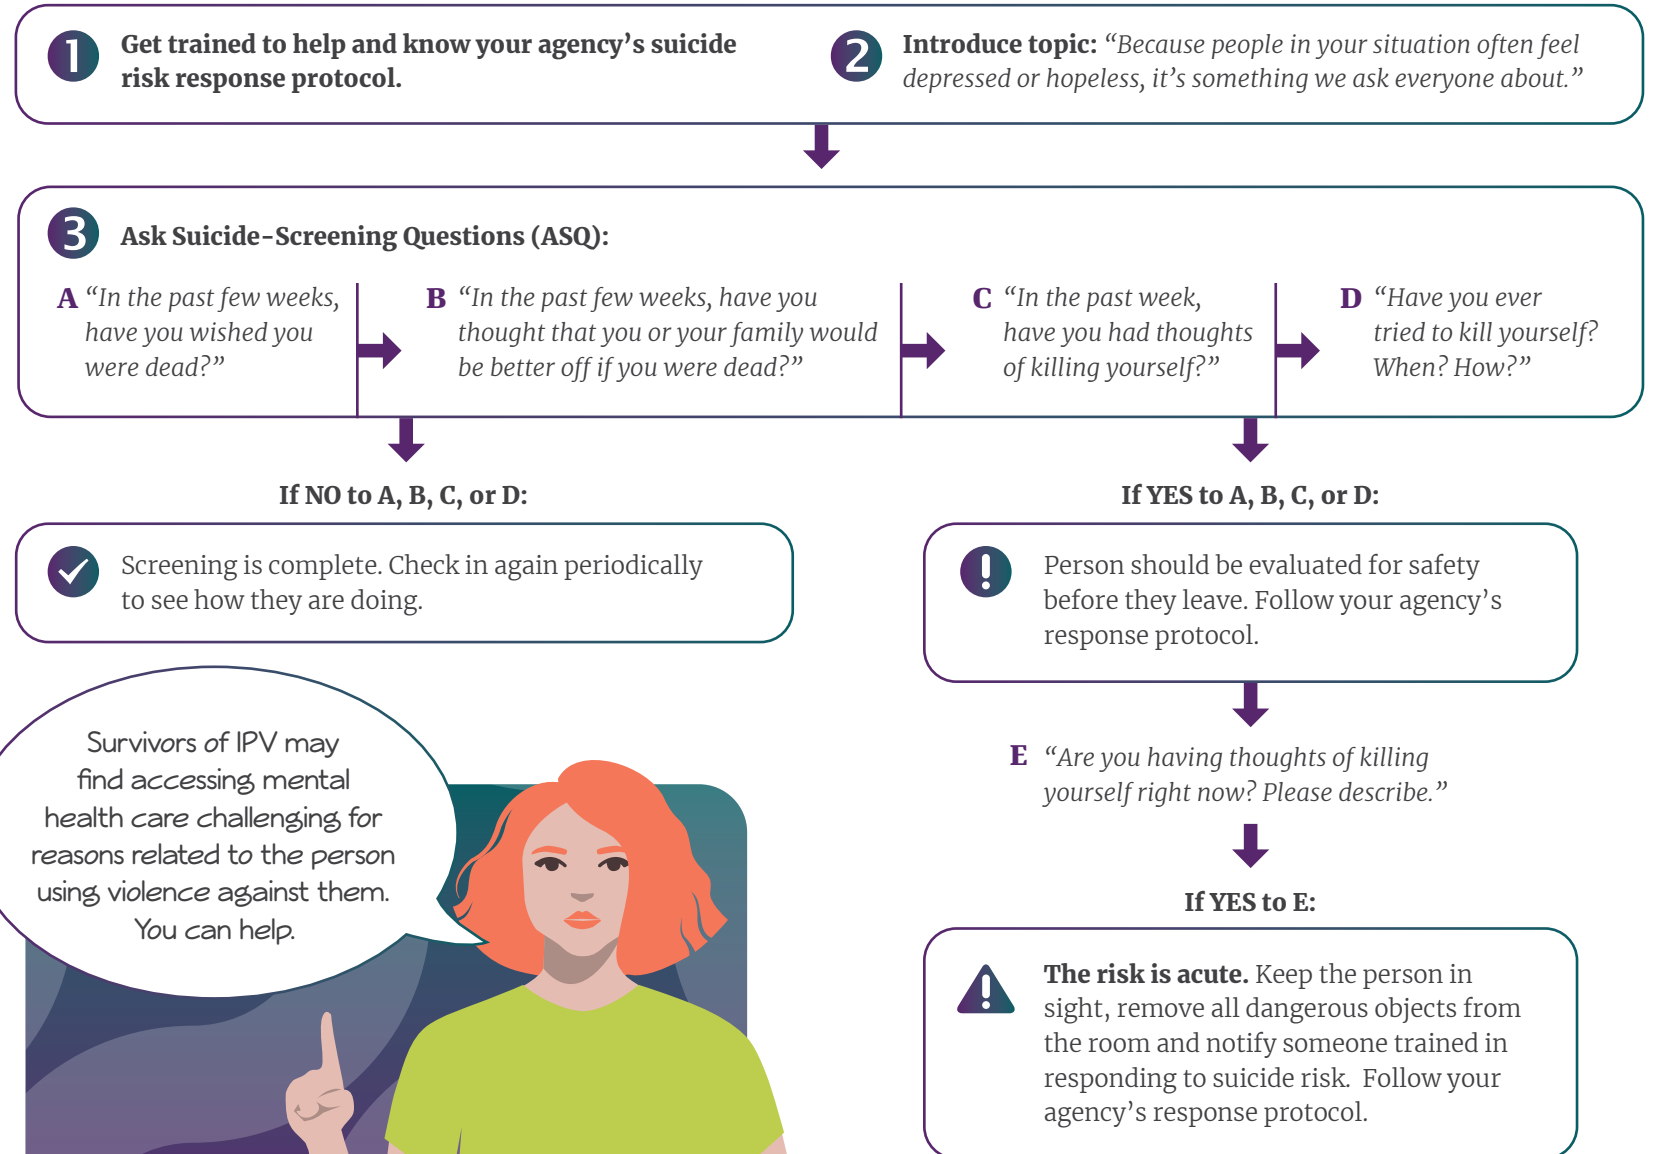 1 Get trained to help and know your agency’s suicide
risk response protocol.
2 Introduce topic: “Because people in your situation often feel
depressed or hopeless, it’s something we ask everyone about.”
3 Ask Suicide-Screening Questions (ASQ):
A “In the past few weeks,
have you wished you
were dead?”
B “In the past few weeks, have you
thought that you or your family would
be better off if you were dead?”
C “In the past week,
have you had thoughts
of killing yourself?”
D “Have you ever
tried to kill yourself?
When? How?”
If NO to A, B, C, or D:
Screening is complete. Check in again periodically
to see how they are doing.
If YES to A, B, C, or D:
Person should be evaluated for safety
before they leave. Follow your agency’s
response protocol.
E “Are you having thoughts of killing
yourself right now? Please describe.”
If YES to E:
The risk is acute. Keep the person in
sight, remove all dangerous objects from
the room and notify someone trained in
responding to suicide risk. Follow your
agency’s response protocol.
Survivors of IPV may
find accessing mental
health care challenging for
reasons related to the person
using violence against them.
You can help.